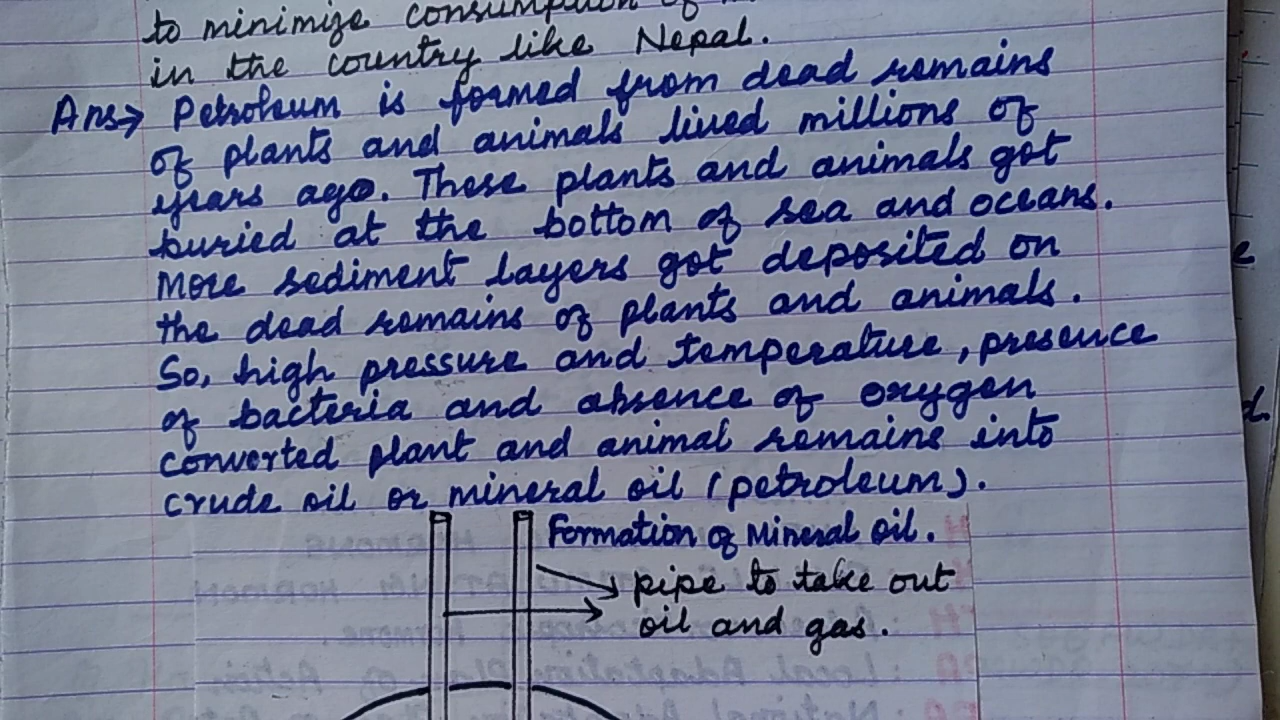 to minimize consumption of
in the country like Nepal.
Ans→ Petroleum is formed from dead remains
of plants and animals lived millions of
years ago. These plants and animals got
buried at the bottom of sea and oceans.
More sediment layers got deposited on
the dead remains of plants and animals.
So, high pressure and temperature, presence
of bacteria and absence of oxygen
converted plant and animal remains into
crude oil or mineral oil (petroleum).
Formation of Mineral oil.
pipe to take out
oil and gas.